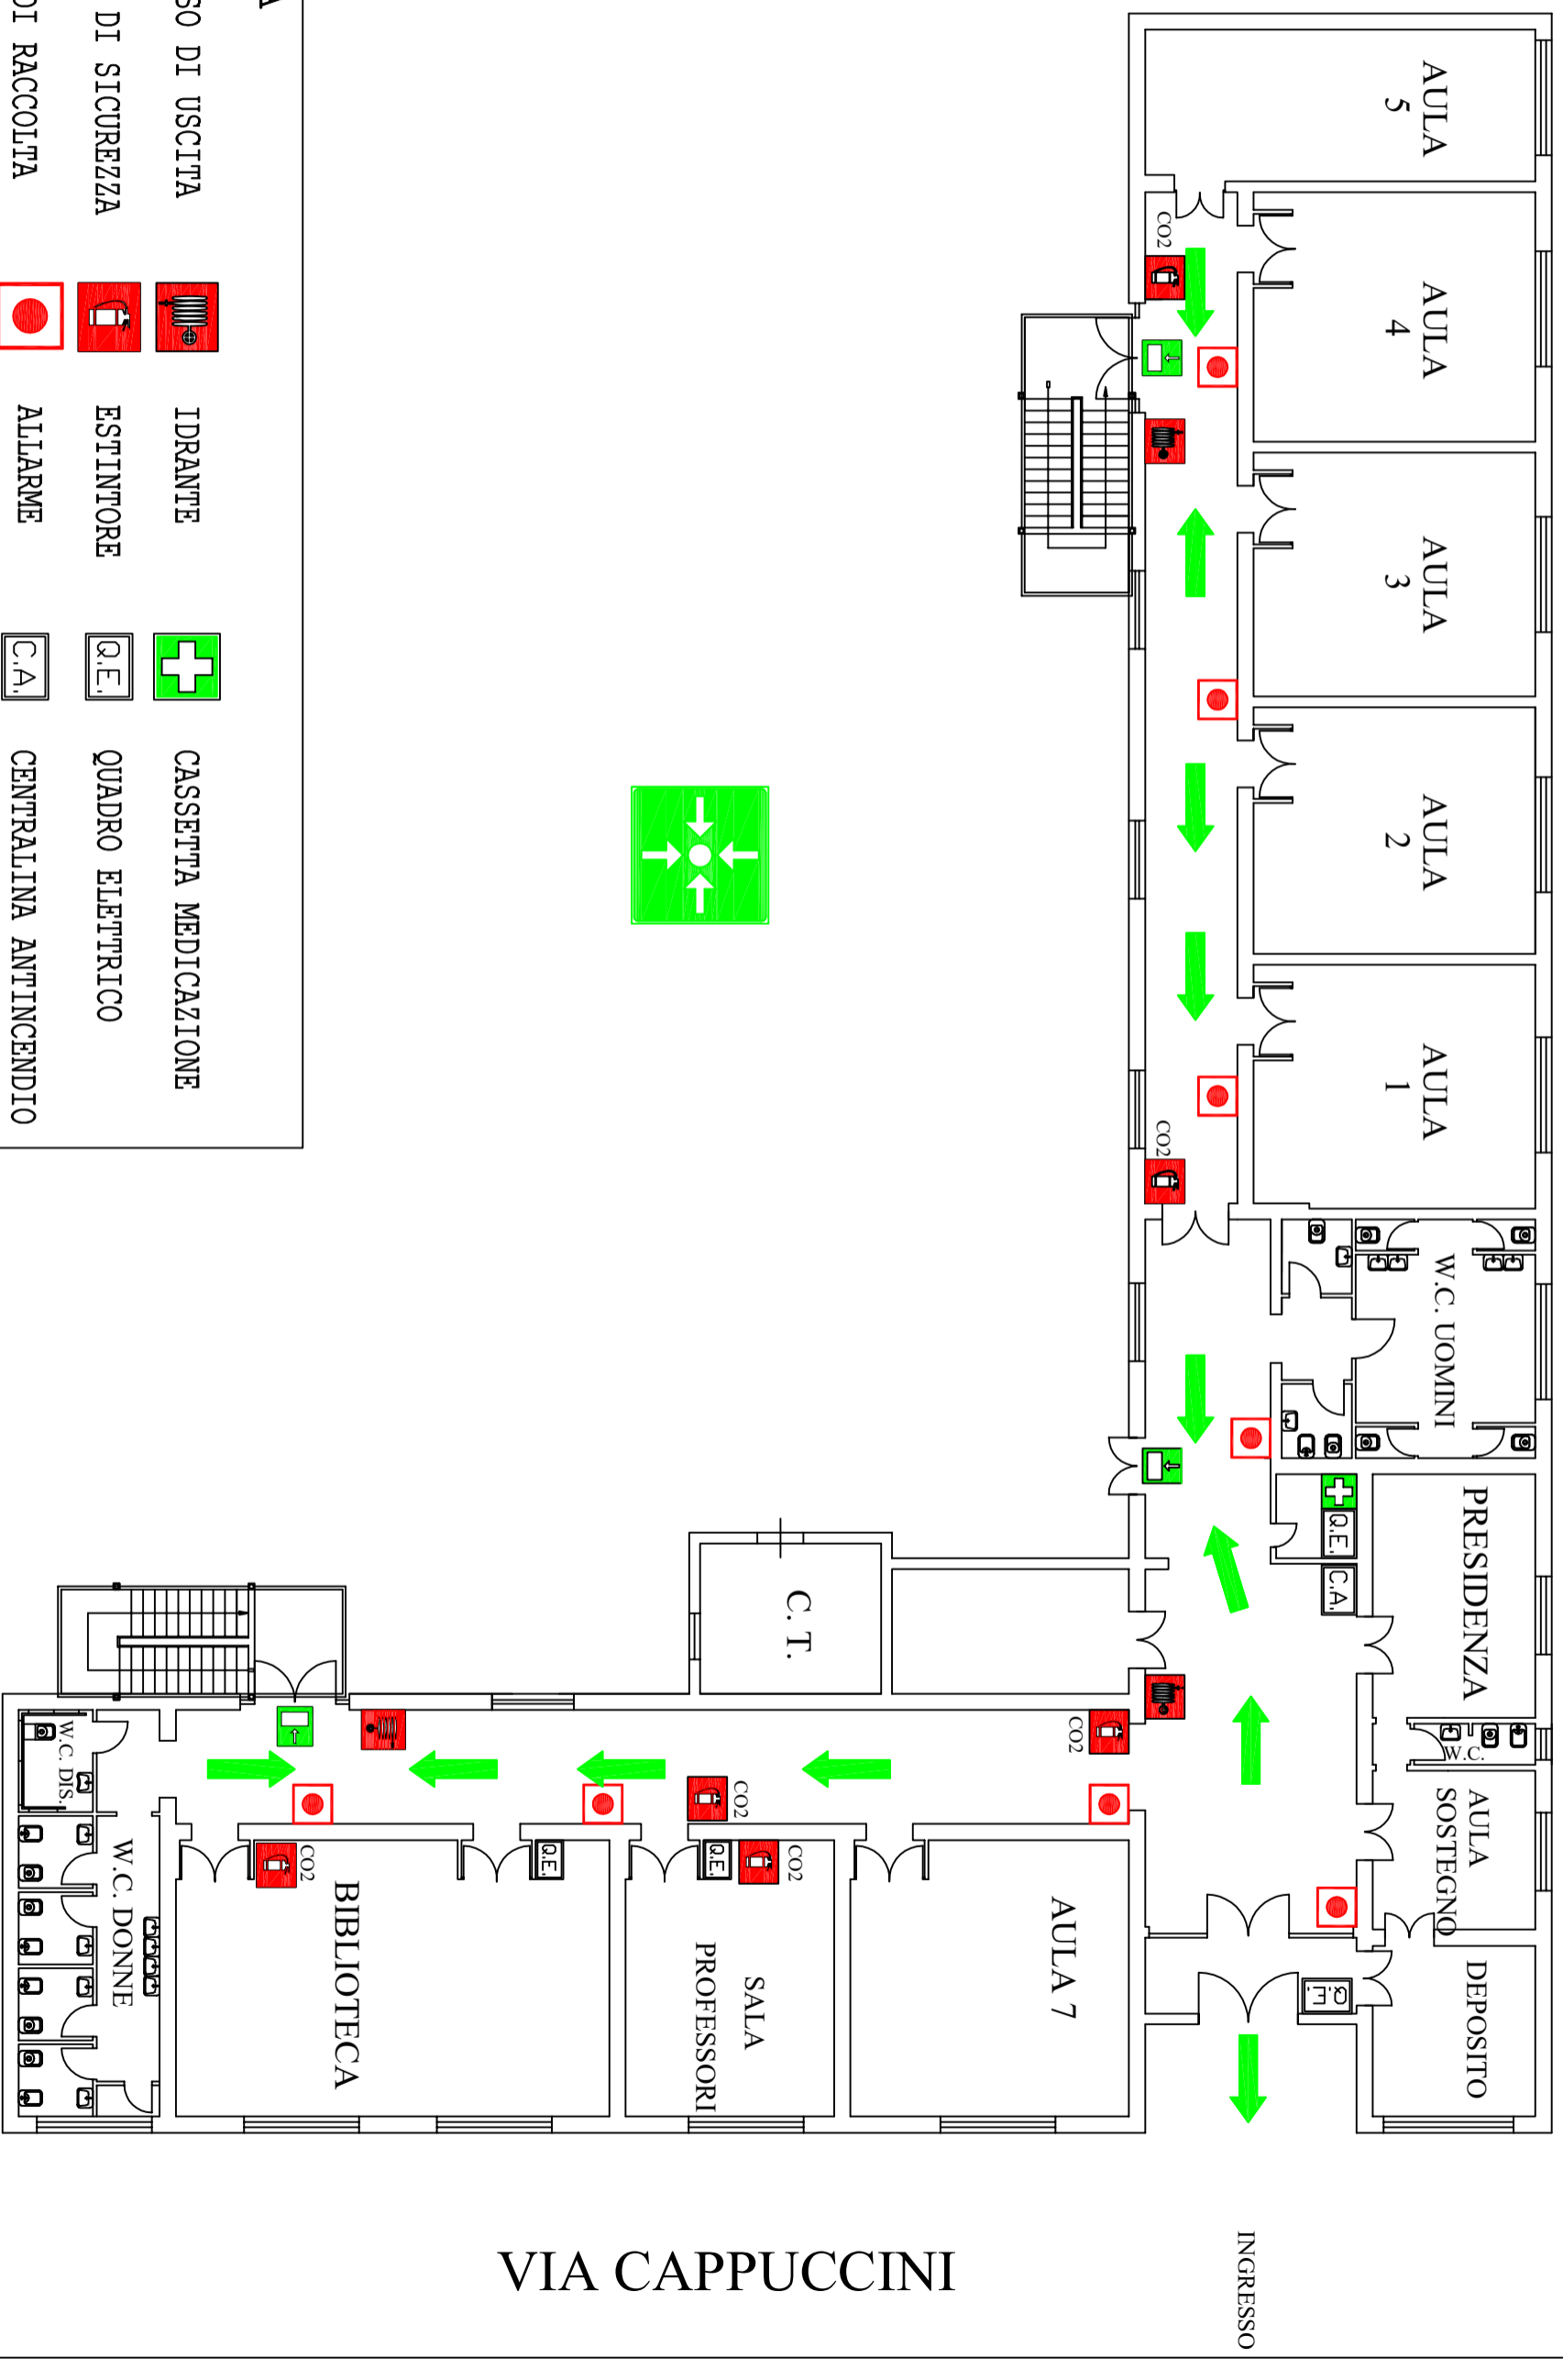 AULA
5
AULA
4
AULA
3
AULA
2
AULA
1
W.C. UOMINI
PRESIDENZA
W.C.
AULA
SOSTEGNO
DEPOSITO
CO2
CO2
Q.E.
C.A.
Q.E.
C. T.
CO2
CO2
CO2
CO2
Q.E.
Q.E.
AULA 7
SALA
PROFESSORI
BIBLIOTECA
W.C. DONNE
W.C. DIS.
INGRESSO
VIA CAPPUCCINI
A
SO DI USCITA
IDRANTE
CASSETTA MEDICAZIONE
DI SICUREZZA
ESTINTORE
Q.E.
QUADRO ELETTRICO
DI RACCOLTA
ALLARME
C.A.
CENTRALINA ANTINCENDIO